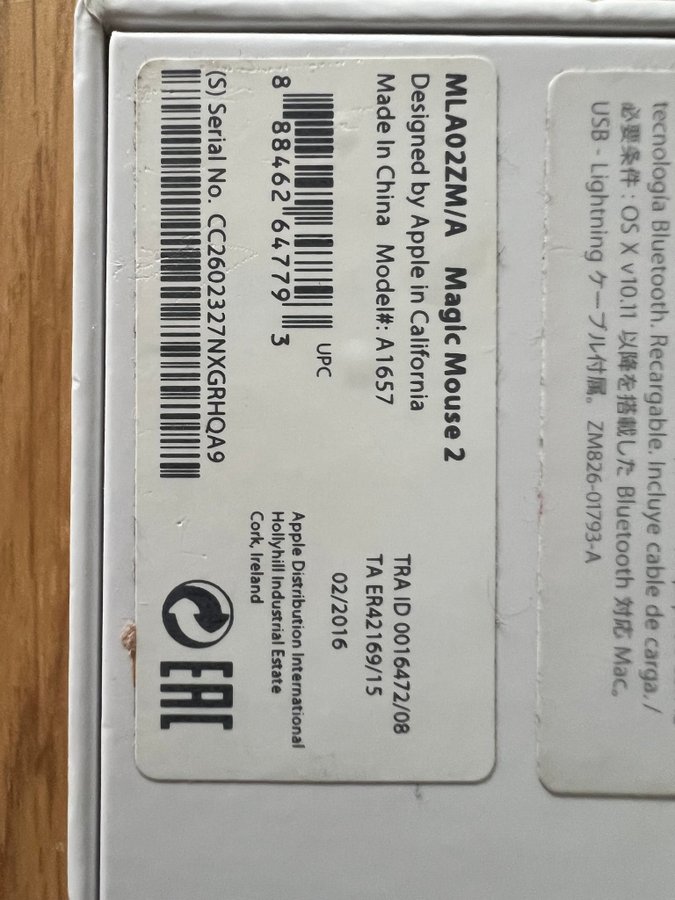 MLA02ZM/A Magic Mouse 2
Designed by Apple in California
Made In China Model#: A1657
UPC
8 88462 64779 3
(S) Serial No. CC2602327NXGRHQA9
TRA ID 0016472/08
TA ER42169/15
02/2016
Apple Distribution International
Hollyhill Industrial Estate
Cork, Ireland
EAC
tecnología Bluetooth. Recargable. Incluye cable de carga. /
必要条件：OS X v10.11 以降を搭載した Bluetooth 対応 Mac。
USB - Lightning ケーブル付属。 ZM826-01793-A